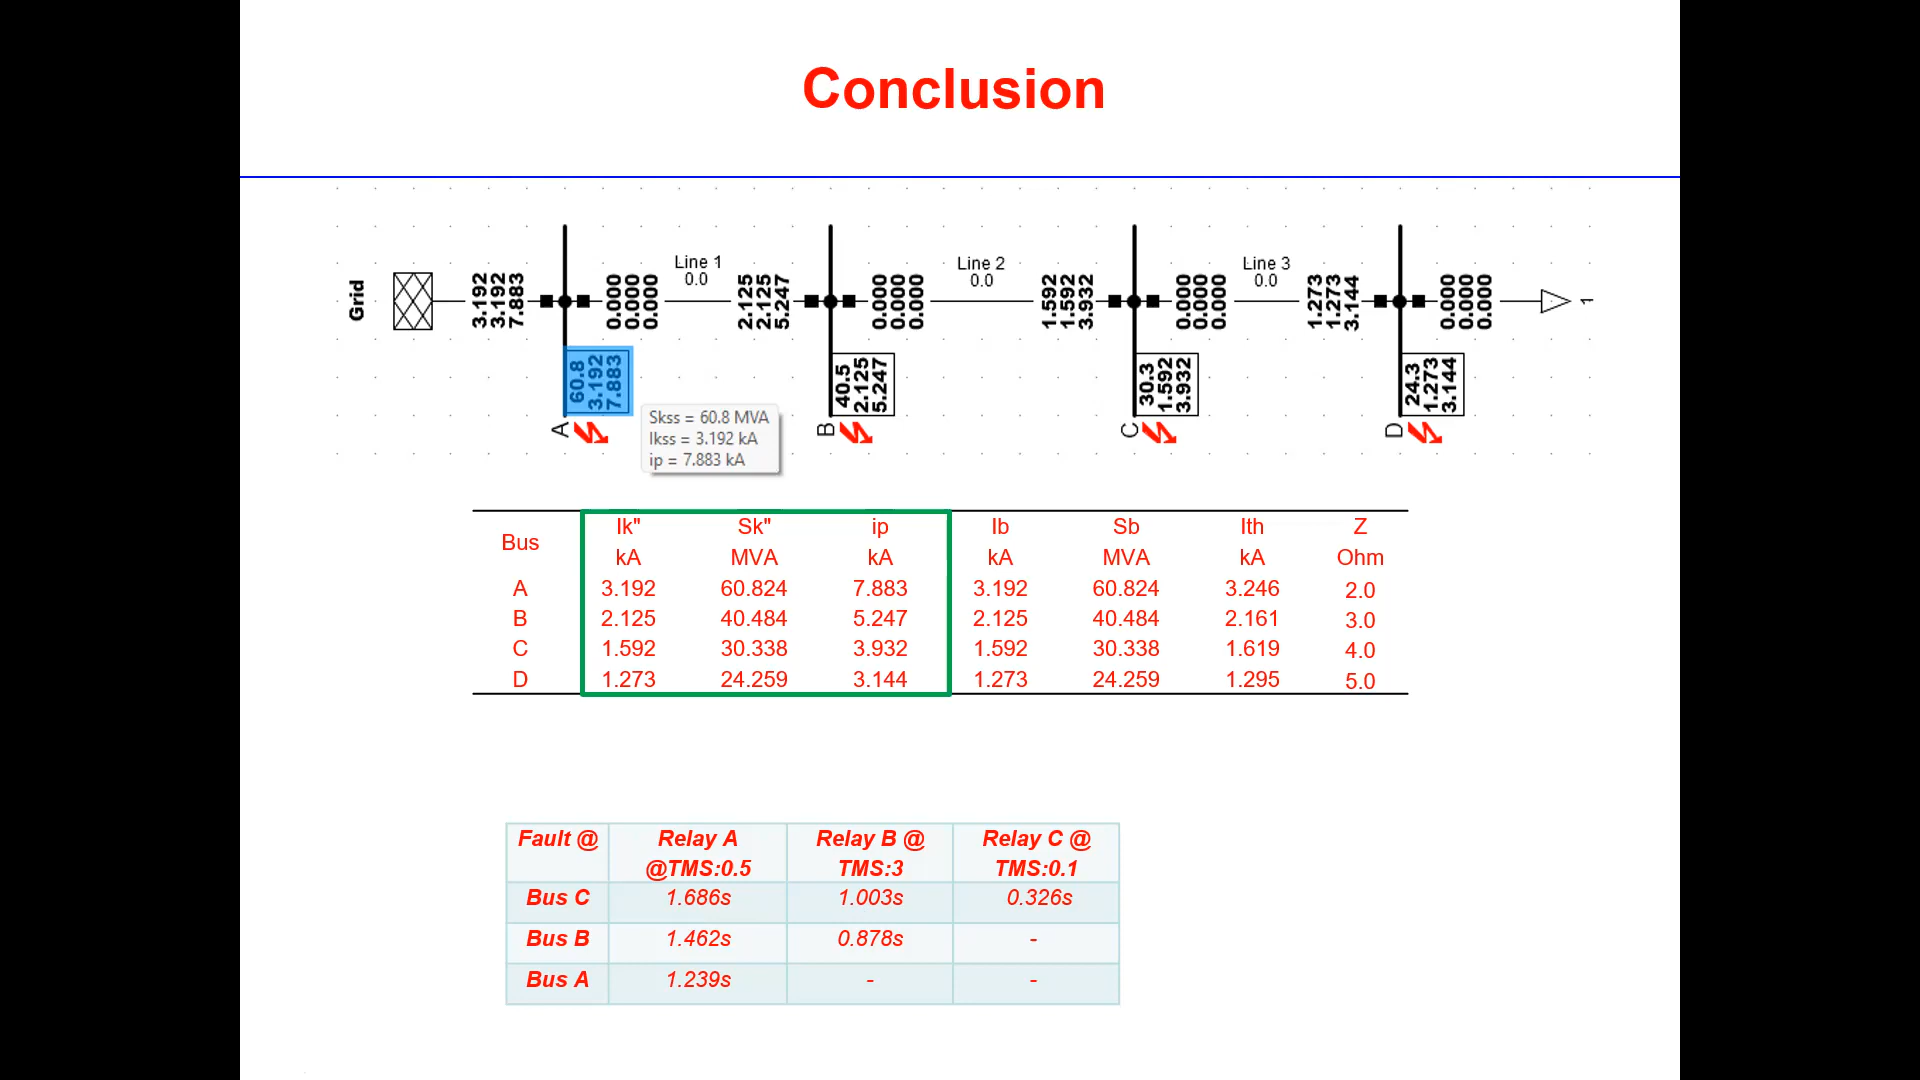 Conclusion
Grid
3.192
3.192
7.883
0.000
0.000
0.000
Line 1
0.0
2.125
2.125
5.247
0.000
0.000
0.000
Line 2
0.0
1.592
1.592
3.932
0.000
0.000
0.000
Line 3
0.0
1.273
1.273
3.144
0.000
0.000
0.000
1
60.8
3.192
7.883
A
40.5
2.125
5.247
B
30.3
1.592
3.932
C
24.3
1.273
3.144
D
Skss = 60.8 MVA
Ikss = 3.192 kA
ip = 7.883 kA
Bus Ik" Sk" ip Ib Sb Ith Z
kA MVA kA kA MVA kA Ohm
A 3.192 60.824 7.883 3.192 60.824 3.246 2.0
B 2.125 40.484 5.247 2.125 40.484 2.161 3.0
C 1.592 30.338 3.932 1.592 30.338 1.619 4.0
D 1.273 24.259 3.144 1.273 24.259 1.295 5.0
Fault @ Relay A Relay B @ Relay C @
@TMS:0.5 TMS:3 TMS:0.1
Bus C 1.686s 1.003s 0.326s
Bus B 1.462s 0.878s -
Bus A 1.239s - -